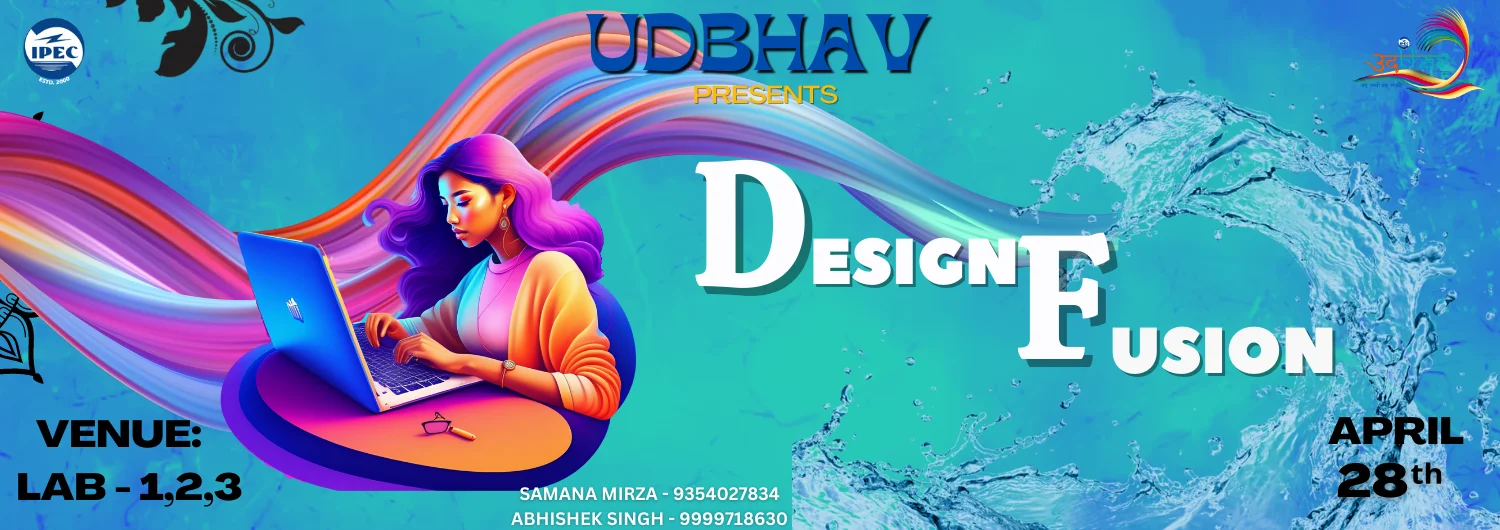 IPEC
ESTD. 2000
UDBHAV
PRESENTS
DESIGN
FUSION
VENUE:
LAB - 1,2,3
SAMANA MIRZA - 9354027834
ABHISHEK SINGH - 9999718630
APRIL
28th